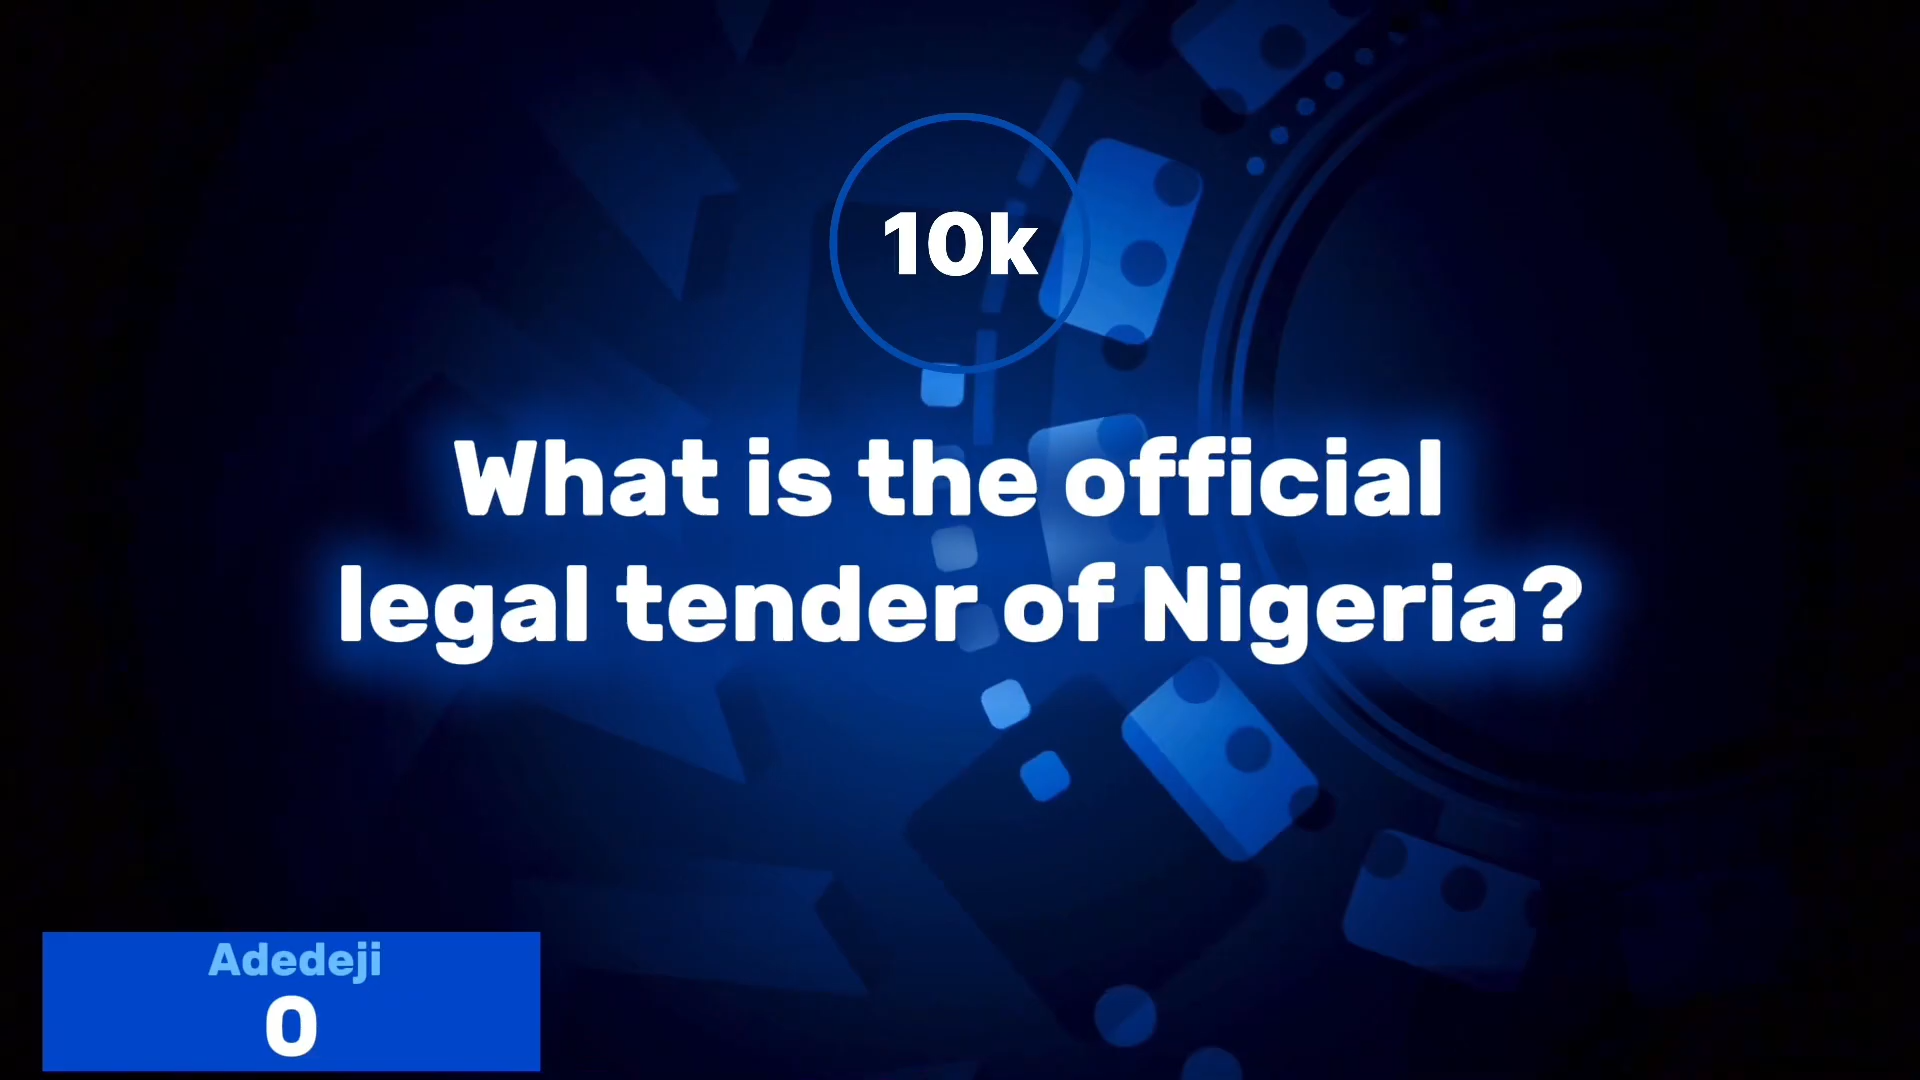 10k
What is the official
legal tender of Nigeria?
Adedeji
0